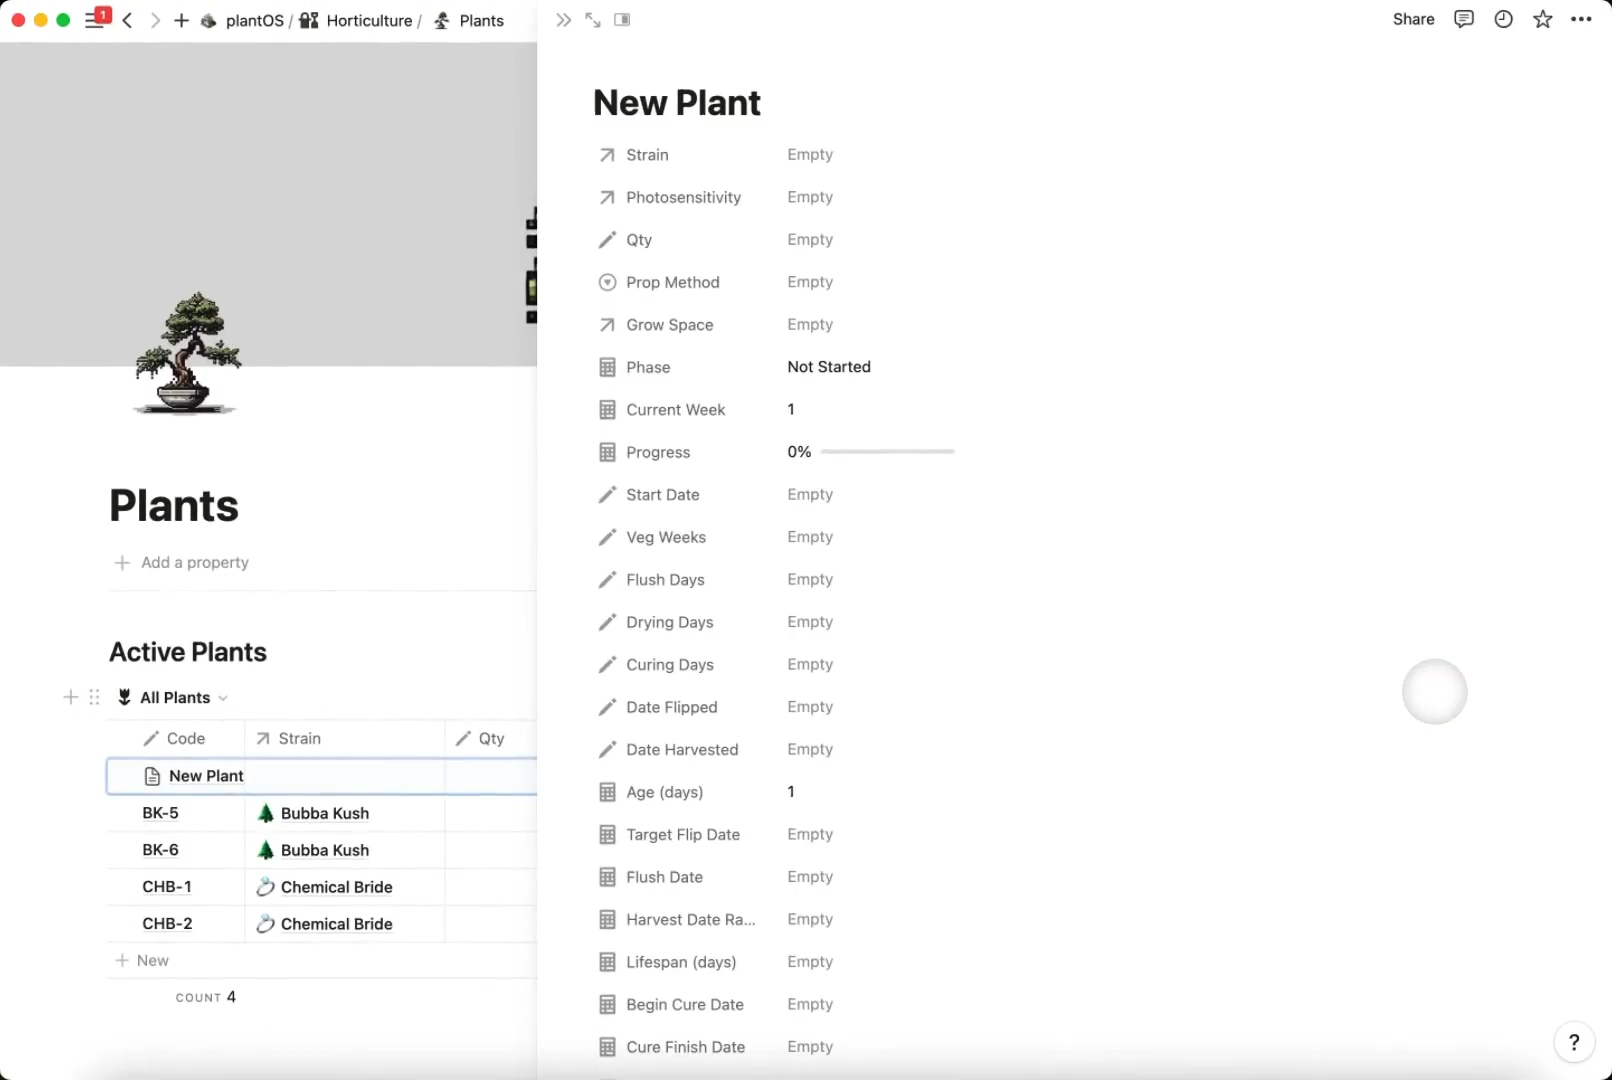 1
plantOS / Horticulture / Plants
Share
New Plant
Strain Empty
Photosensitivity Empty
Qty Empty
Prop Method Empty
Grow Space Empty
Phase Not Started
Current Week 1
Progress 0%
Start Date Empty
Veg Weeks Empty
Flush Days Empty
Drying Days Empty
Curing Days Empty
Date Flipped Empty
Date Harvested Empty
Age (days) 1
Target Flip Date Empty
Flush Date Empty
Harvest Date Ra... Empty
Lifespan (days) Empty
Begin Cure Date Empty
Cure Finish Date Empty
Plants
Add a property
Active Plants
All Plants
Code Strain Qty
New Plant
BK-5 Bubba Kush
BK-6 Bubba Kush
CHB-1 Chemical Bride
CHB-2 Chemical Bride
New
COUNT 4
?